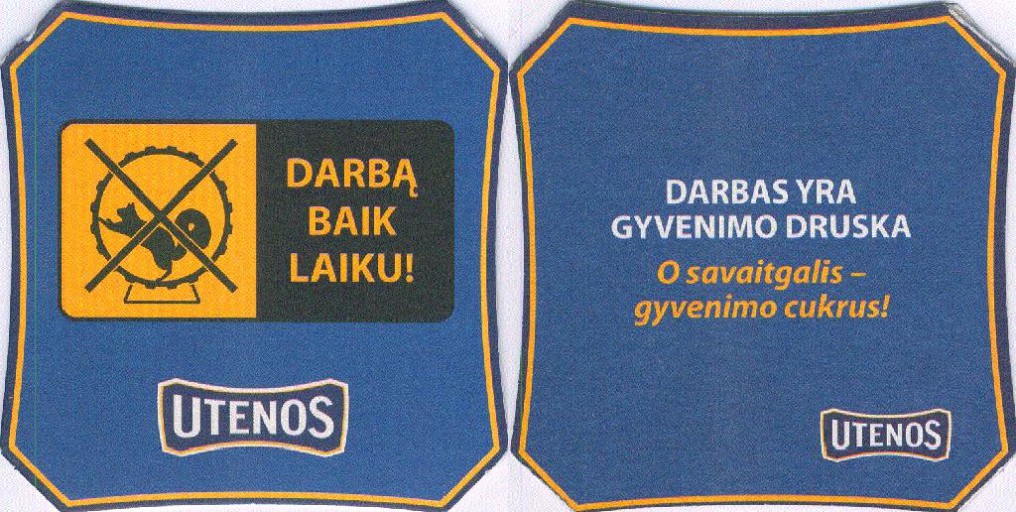 DARBĄ
BAIK
LAIKU!
UTENOS
DARBAS YRA
GYVENIMO DRUSKA
O savaitgalis –
gyvenimo cukrus!
UTENOS